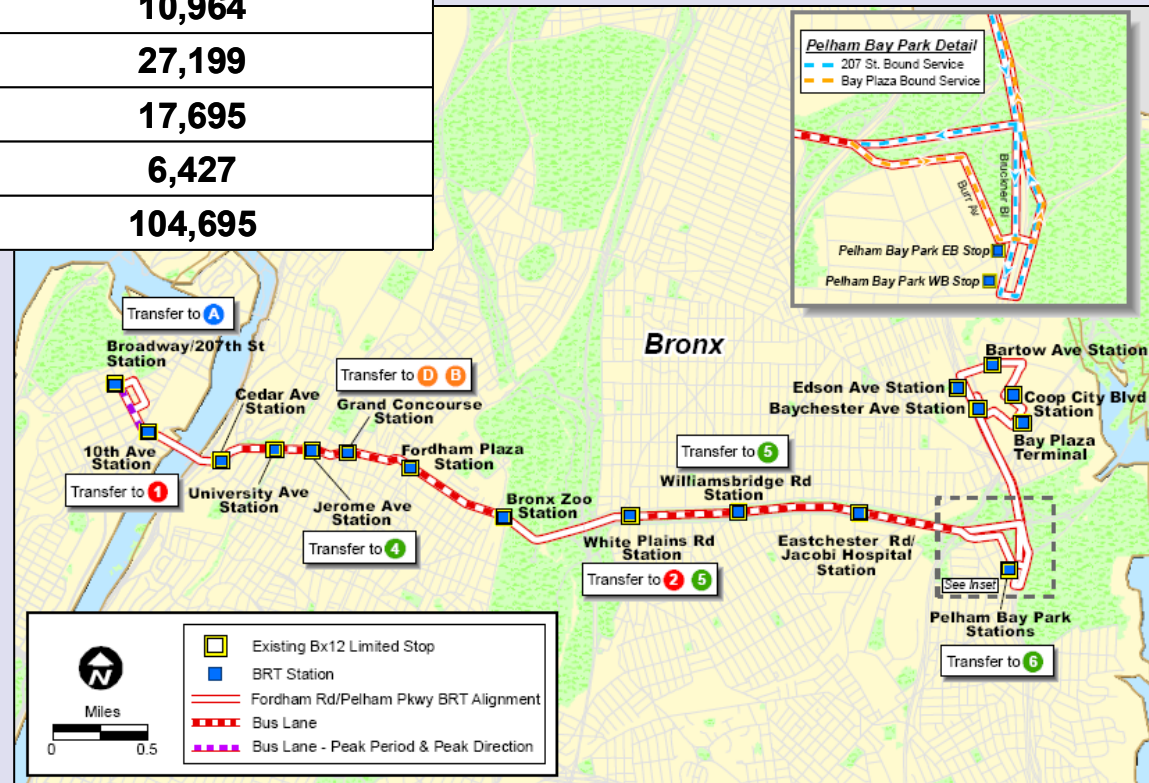 10,964
27,199
17,695
6,427
104,695
Pelham Bay Park Detail
207 St. Bound Service
Bay Plaza Bound Service
Bruckner Bl
Burr Av
Pelham Bay Park EB Stop
Pelham Bay Park WB Stop
Bronx
Transfer to A
Broadway/207th St
Station
10th Ave
Station
Transfer to 1
Cedar Ave
Station
University Ave
Station
Transfer to D B
Grand Concourse
Station
Jerome Ave
Station
Transfer to 4
Fordham Plaza
Station
Bronx Zoo
Station
White Plains Rd
Station
Transfer to 2 5
Transfer to 5
Williamsbridge Rd
Station
Eastchester Rd/
Jacobi Hospital
Station
Bartow Ave Station
Edson Ave Station
Baychester Ave Station
Coop City Blvd
Station
Bay Plaza
Terminal
See Inset
Pelham Bay Park
Stations
Transfer to 6
N
Miles
0 0.5
Existing Bx12 Limited Stop
BRT Station
Fordham Rd/Pelham Pkwy BRT Alignment
Bus Lane
Bus Lane - Peak Period & Peak Direction